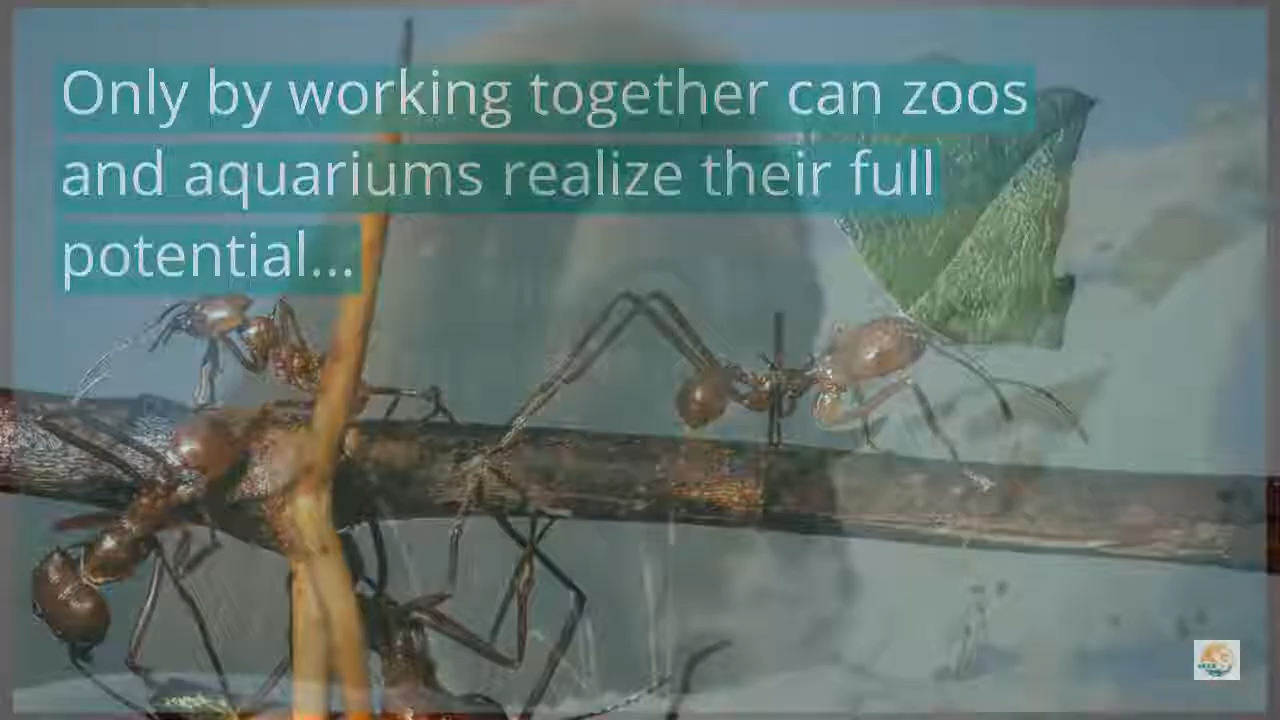 Only by working together can zoos
and aquariums realize their full
potential...